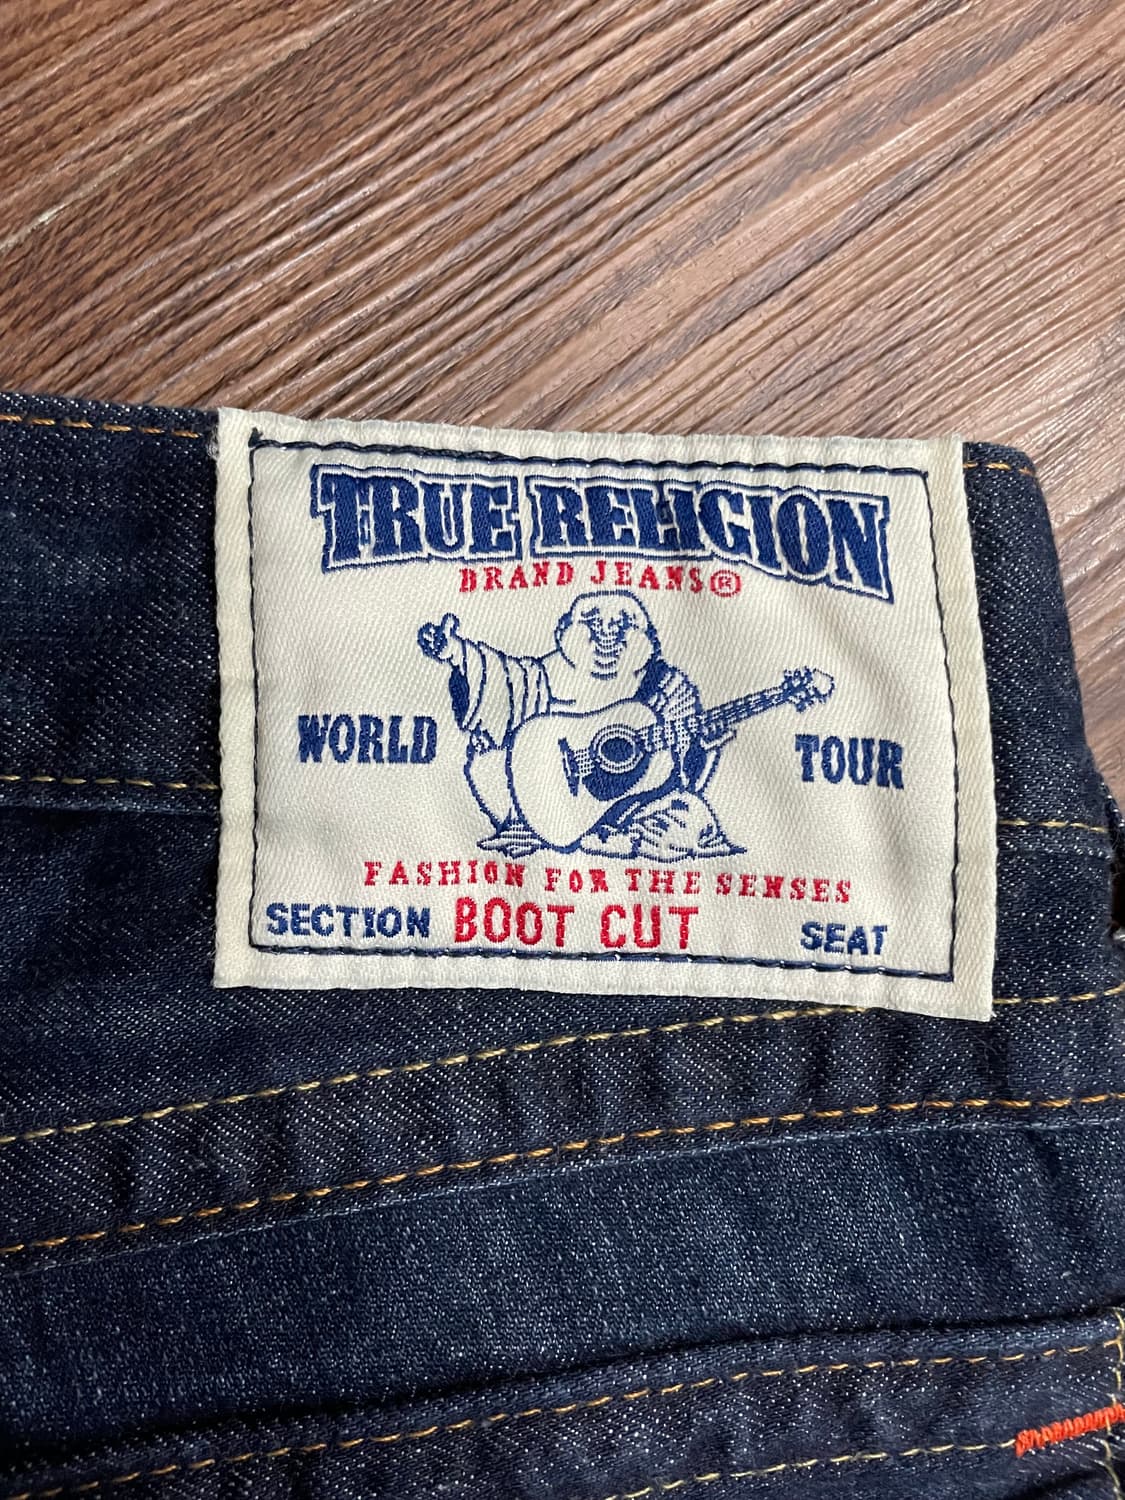 TRUE RELIGION
BRAND JEANS®
WORLD TOUR
FASHION FOR THE SENSES
SECTION BOOT CUT SEAT